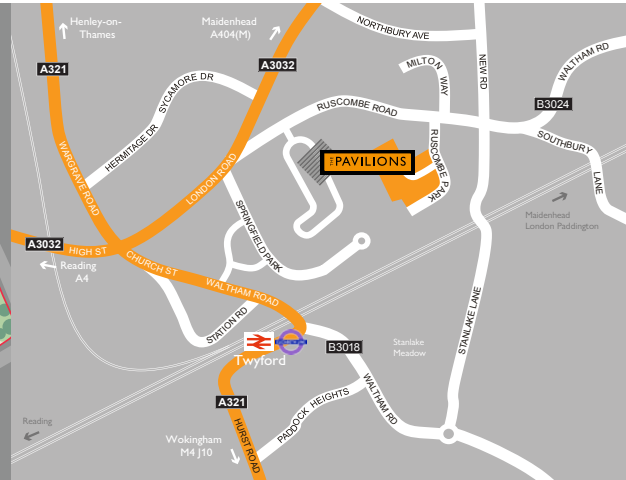 Henley-on-
Thames
Maidenhead
A404(M)
NORTHBURY AVE
A321
A3032
SYCAMORE DR
HERMITAGE DR
MILTON
WAY
NEW RD
WALTHAM RD
B3024
RUSCOMBE ROAD
SOUTHBURY
LANE
WARGRAVE ROAD
LONDON ROAD
THE PAVILIONS
RUSCOMBE PARK
Maidenhead
London Paddington
SPRINGFIELD PARK
A3032
HIGH ST
CHURCH ST
Reading
A4
WALTHAM ROAD
STATION RD
STANLAKE LANE
Twyford
B3018
Stanlake
Meadow
A321
PADDOCK HEIGHTS
WALTHAM RD
Reading
Wokingham
M4 J10
HURST ROAD